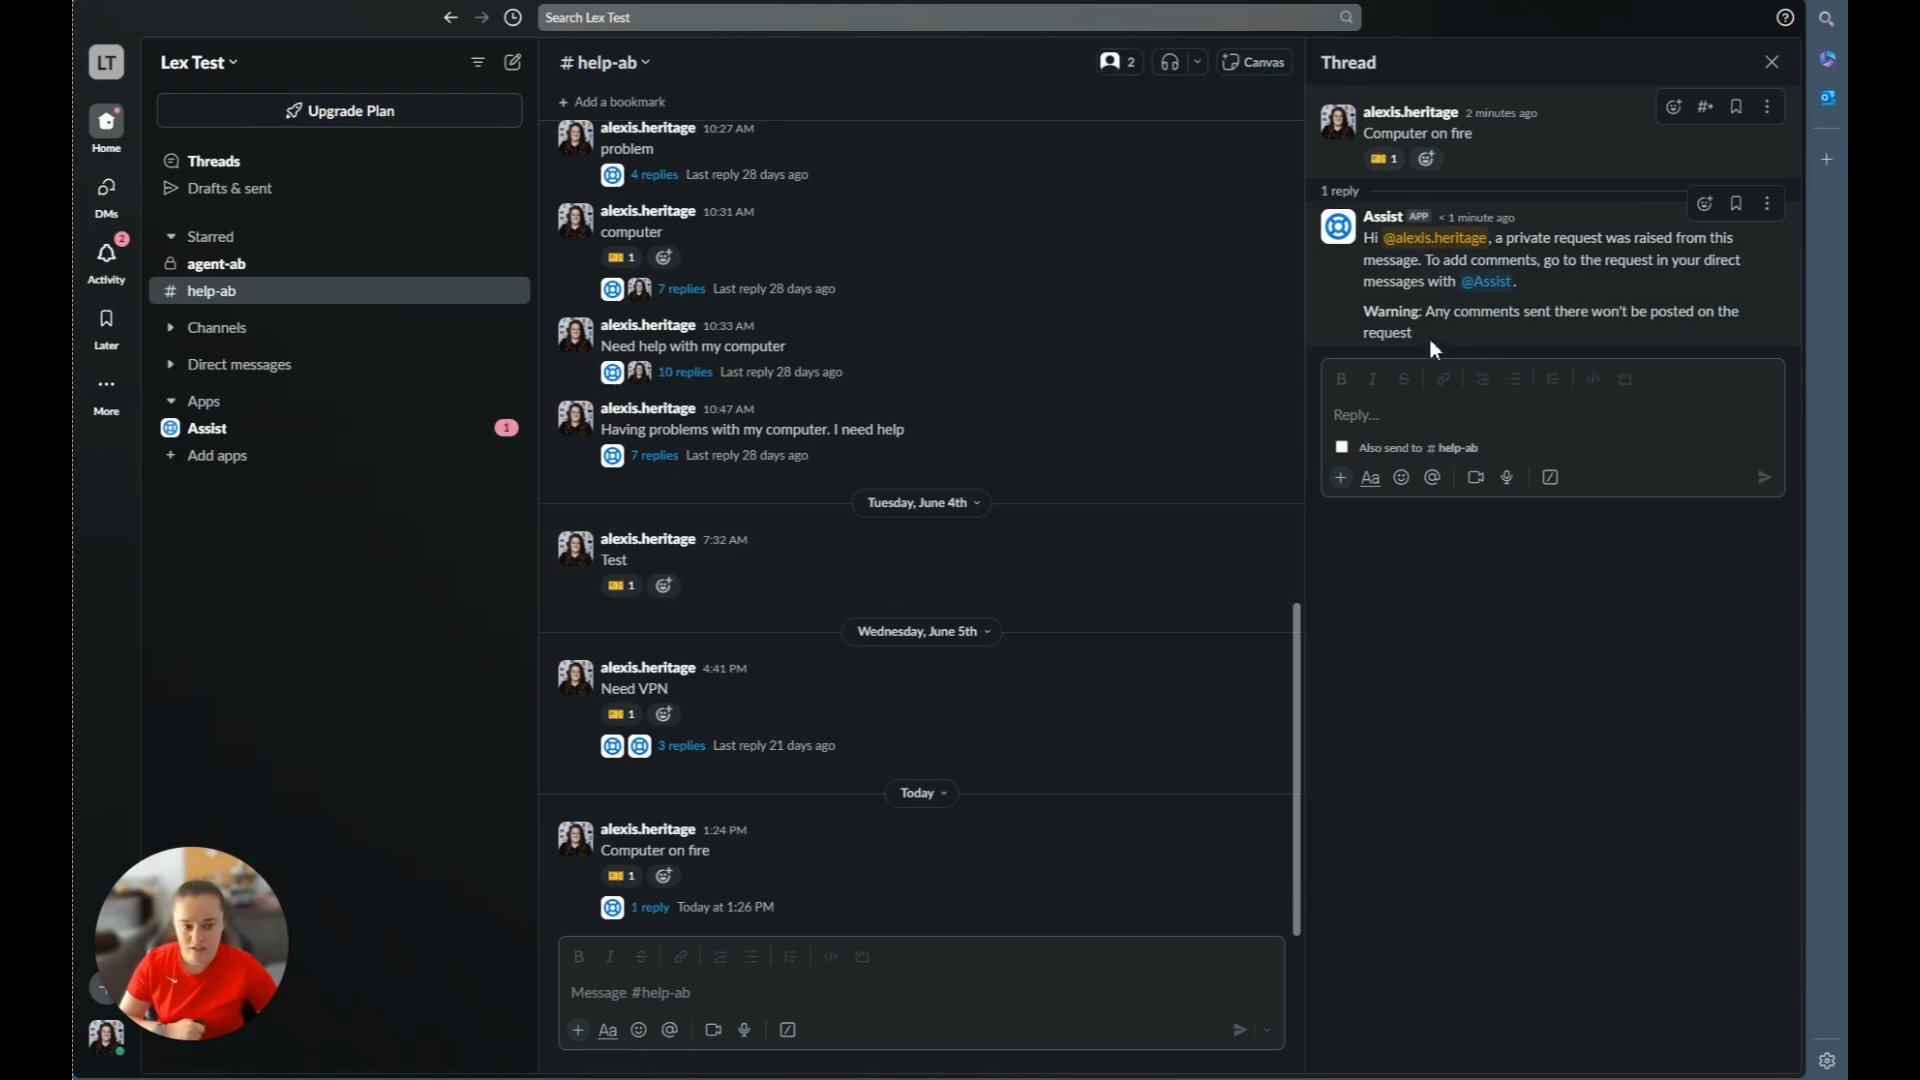 Search Lex Test
LT
Lex Test
Upgrade Plan
Home
DMs
2
Activity
Later
More
Threads
Drafts & sent
Starred
agent-ab
# help-ab
Channels
Direct messages
Apps
Assist 1
+ Add apps
# help-ab
2
Canvas
+ Add a bookmark
alexis.heritage 10:27 AM
problem
4 replies Last reply 28 days ago
alexis.heritage 10:31 AM
computer
1
7 replies Last reply 28 days ago
alexis.heritage 10:33 AM
Need help with my computer
10 replies Last reply 28 days ago
alexis.heritage 10:47 AM
Having problems with my computer. I need help
7 replies Last reply 28 days ago
Tuesday, June 4th
alexis.heritage 7:32 AM
Test
1
Wednesday, June 5th
alexis.heritage 4:41 PM
Need VPN
1
3 replies Last reply 21 days ago
Today
alexis.heritage 1:24 PM
Computer on fire
1
1 reply Today at 1:26 PM
B I S
Message #help-ab
+ Aa @
Thread
alexis.heritage 2 minutes ago
Computer on fire
1
1 reply
Assist APP < 1 minute ago
Hi @alexis.heritage, a private request was raised from this
message. To add comments, go to the request in your direct
messages with @Assist.
Warning: Any comments sent there won't be posted on the
request
B I S
Reply...
Also send to # help-ab
+ Aa @